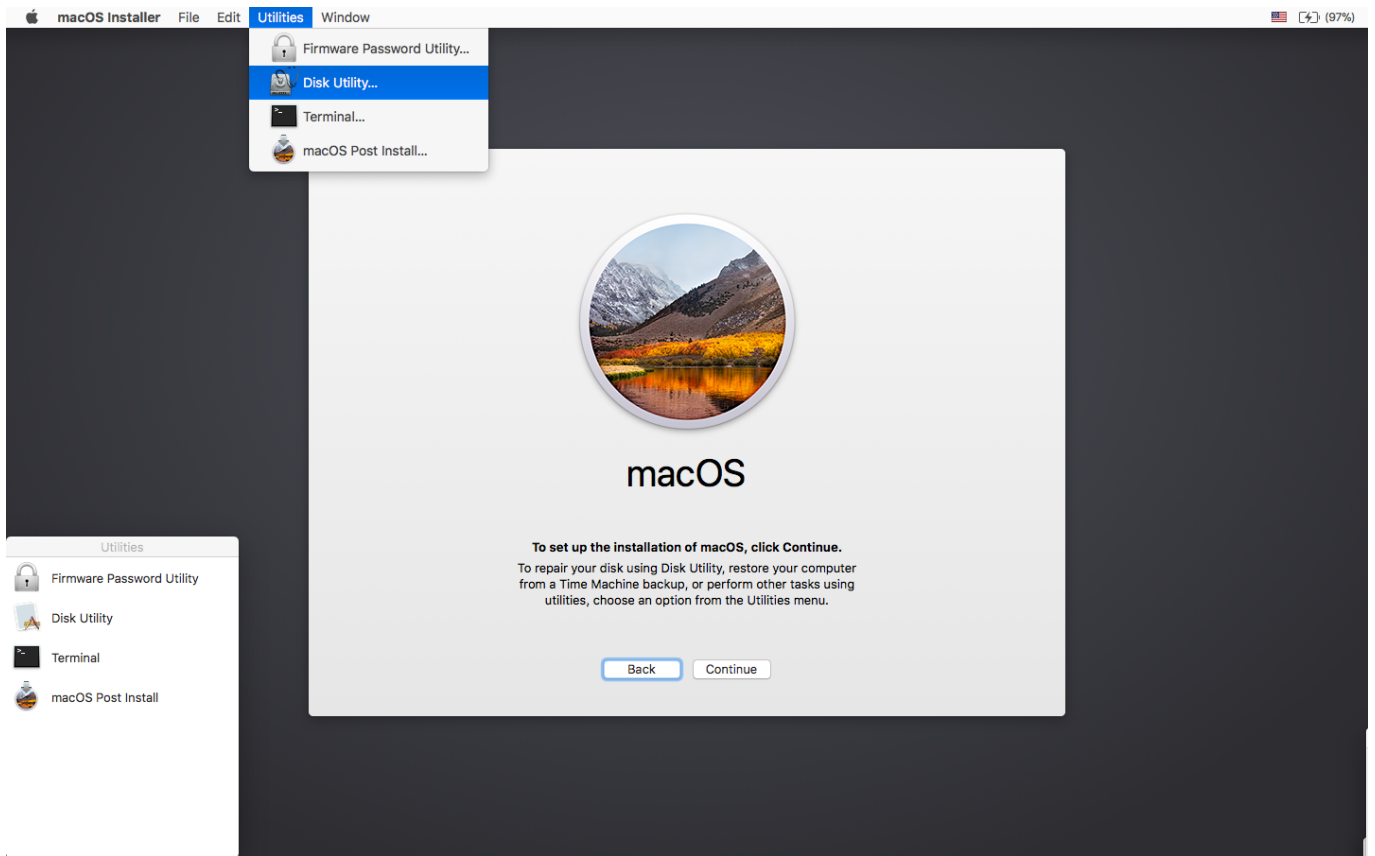 macOS Installer File Edit Utilities Window (97%)
Firmware Password Utility...
Disk Utility...
Terminal...
macOS Post Install...
macOS
To set up the installation of macOS, click Continue.
To repair your disk using Disk Utility, restore your computer
from a Time Machine backup, or perform other tasks using
utilities, choose an option from the Utilities menu.
Back Continue
Utilities
Firmware Password Utility
Disk Utility
Terminal
macOS Post Install